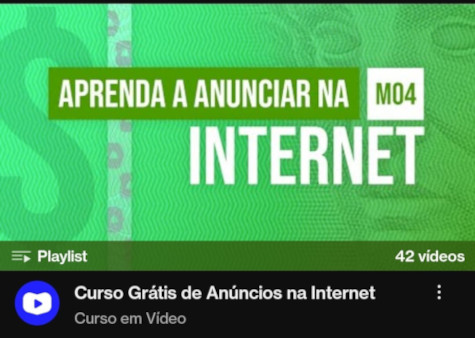 APRENDA A ANUNCIAR NA M04
INTERNET
Playlist 42 vídeos
Curso Grátis de Anúncios na Internet
Curso em Vídeo